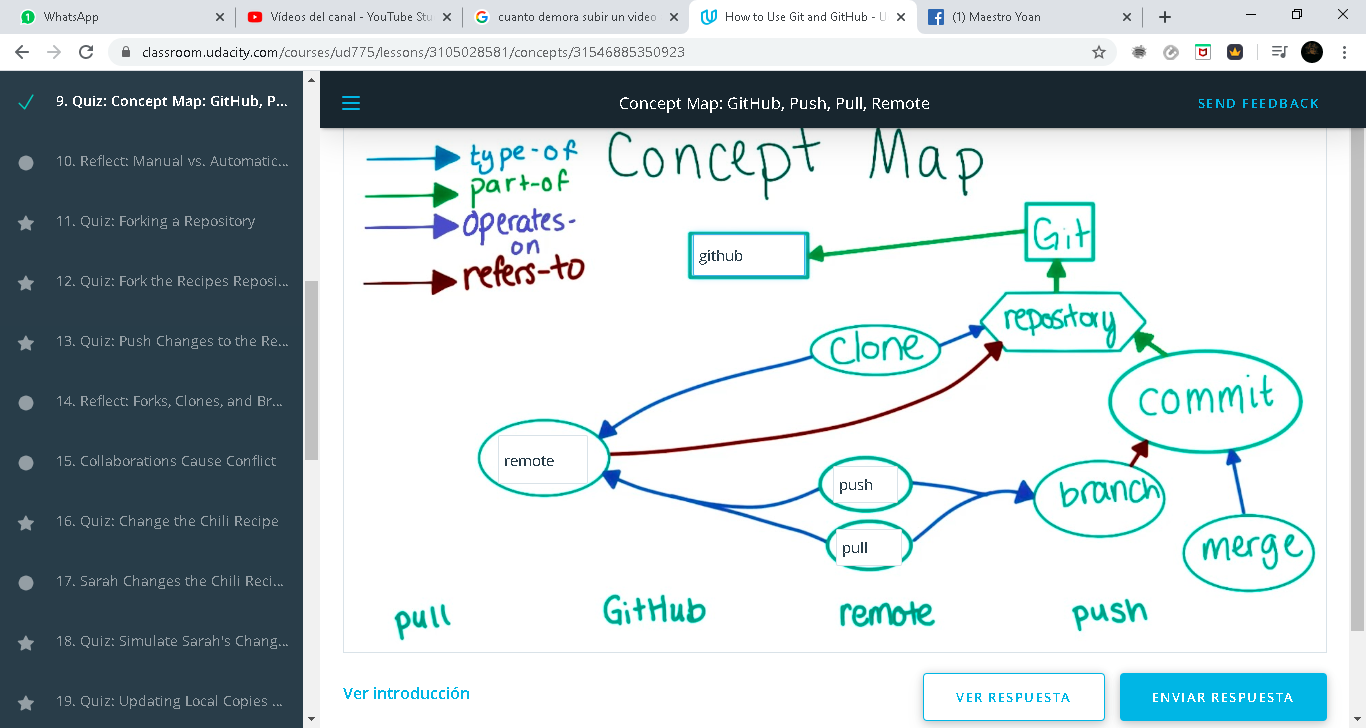 WhatsApp
Vídeos del canal - YouTube Stu
cuanto demora subir un video
How to Use Git and GitHub - U
(1) Maestro Yoan
classroom.udacity.com/courses/ud775/lessons/3105028581/concepts/31546885350923
9. Quiz: Concept Map: GitHub, P...
10. Reflect: Manual vs. Automatic...
11. Quiz: Forking a Repository
12. Quiz: Fork the Recipes Reposi...
13. Quiz: Push Changes to the Re...
14. Reflect: Forks, Clones, and Br...
15. Collaborations Cause Conflict
16. Quiz: Change the Chili Recipe
17. Sarah Changes the Chili Reci...
18. Quiz: Simulate Sarah's Chang...
19. Quiz: Updating Local Copies ...
Concept Map: GitHub, Push, Pull, Remote
SEND FEEDBACK
Concept Map
type-of
part-of
operates-
on
refers-to
github
Git
repository
clone
commit
remote
push
branch
pull
merge
pull
GitHub
remote
push
Ver introducción
VER RESPUESTA
ENVIAR RESPUESTA